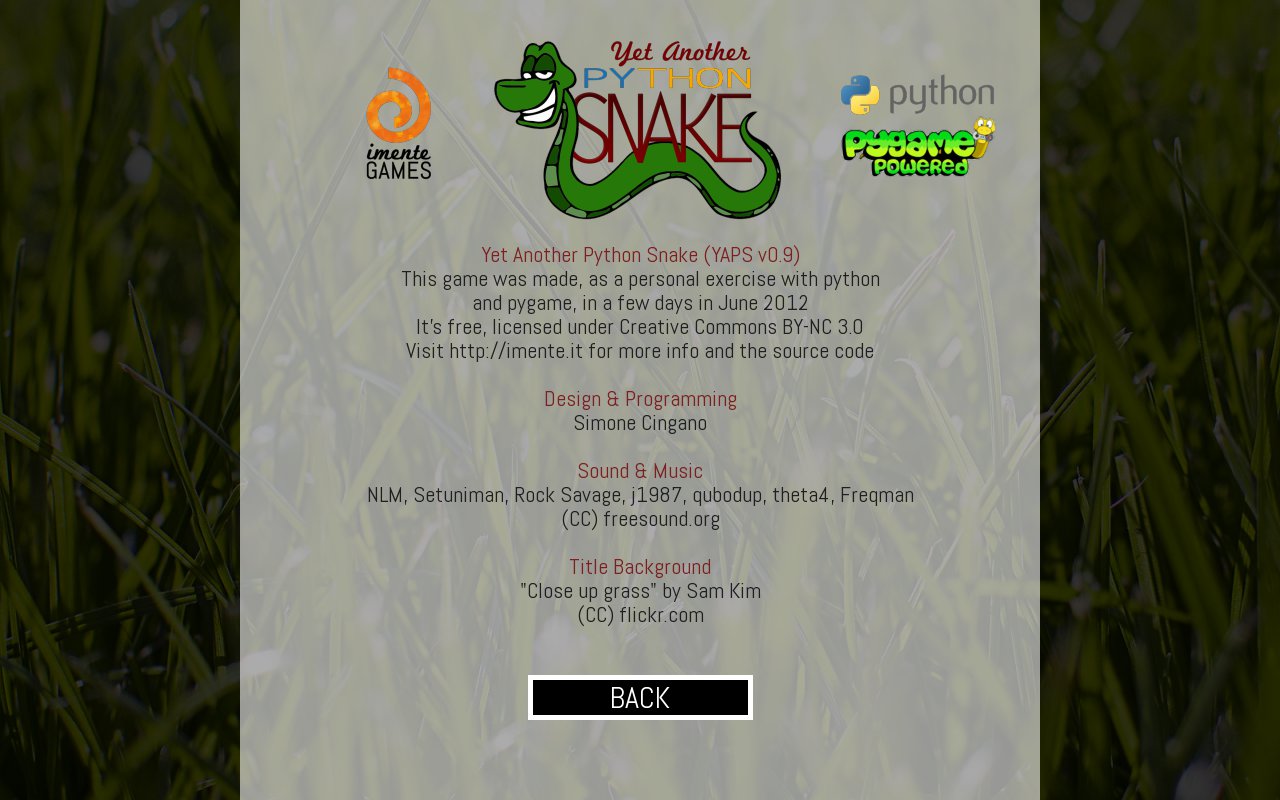 Yet Another
PYTHON
SNAKE
imente
GAMES
python
pygame
POWERED
Yet Another Python Snake (YAPS v0.9)
This game was made, as a personal exercise with python
and pygame, in a few days in June 2012
It's free, licensed under Creative Commons BY-NC 3.0
Visit http://imente.it for more info and the source code
Design & Programming
Simone Cingano
Sound & Music
NLM, Setuniman, Rock Savage, j1987, qubodup, theta4, Freqman
(CC) freesound.org
Title Background
"Close up grass" by Sam Kim
(CC) flickr.com
BACK